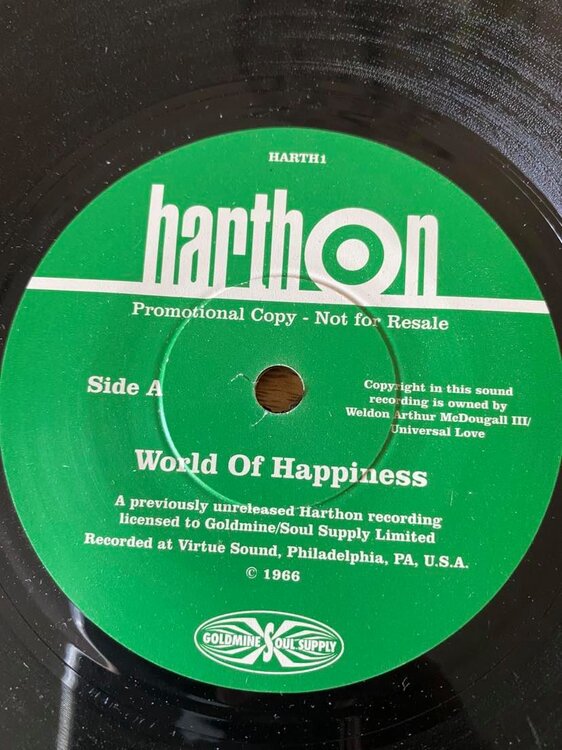 HARTH1
harthon
Promotional Copy - Not for Resale
Side A
Copyright in this sound
recording is owned by
Weldon Arthur McDougall III/
Universal Love
World Of Happiness
A previously unreleased Harthon recording
licensed to Goldmine/Soul Supply Limited
Recorded at Virtue Sound, Philadelphia, PA, U.S.A.
© 1966
GOLDMINE SOUL SUPPLY